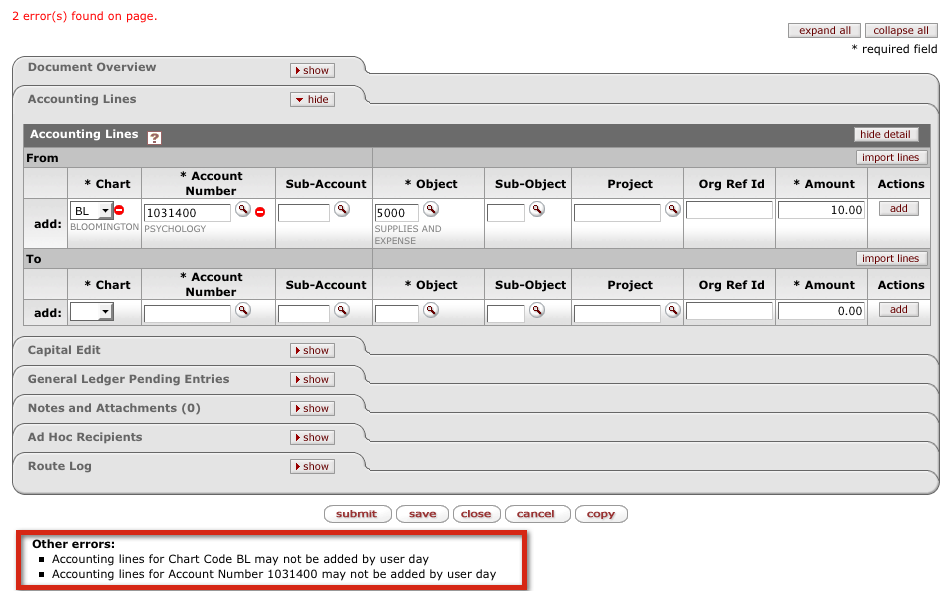 2 error(s) found on page.
expand all collapse all
* required field
Document Overview show
Accounting Lines hide
Accounting Lines ? hide detail
From import lines
* Chart * Account Number Sub-Account * Object Sub-Object Project Org Ref Id * Amount Actions
add: BL 1031400 5000 10.00 add
BLOOMINGTON PSYCHOLOGY SUPPLIES AND EXPENSE
To import lines
* Chart * Account Number Sub-Account * Object Sub-Object Project Org Ref Id * Amount Actions
add: 0.00 add
Capital Edit show
General Ledger Pending Entries show
Notes and Attachments (0) show
Ad Hoc Recipients show
Route Log show
submit save close cancel copy
Other errors:
Accounting lines for Chart Code BL may not be added by user day
Accounting lines for Account Number 1031400 may not be added by user day